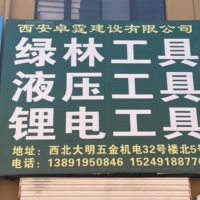 西安卓霆建设有限公司
绿林工具
液压工具
锂电工具
地址：西北大明五金机电32号楼北5号
电话：13891950846 15249188770